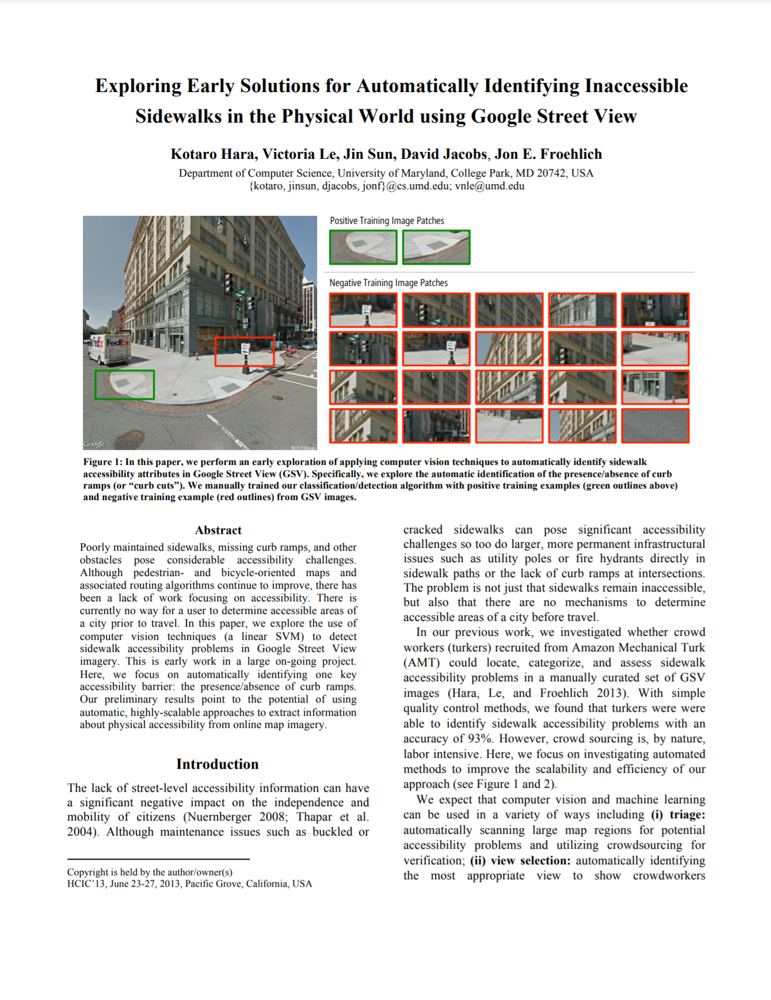 Exploring Early Solutions for Automatically Identifying Inaccessible
Sidewalks in the Physical World using Google Street View
Kotaro Hara, Victoria Le, Jin Sun, David Jacobs, Jon E. Froehlich
Department of Computer Science, University of Maryland, College Park, MD 20742, USA
{kotaro, jinsun, djacobs, jonf}@cs.umd.edu; vnle@umd.edu
FedEx
FedEx
Google
©2013 Google
Positive Training Image Patches
Negative Training Image Patches
Figure 1: In this paper, we perform an early exploration of applying computer vision techniques to automatically identify sidewalk
accessibility attributes in Google Street View (GSV). Specifically, we explore the automatic identification of the presence/absence of curb
ramps (or “curb cuts”). We manually trained our classification/detection algorithm with positive training examples (green outlines above)
and negative training example (red outlines) from GSV images.
Abstract
Poorly maintained sidewalks, missing curb ramps, and other
obstacles pose considerable accessibility challenges.
Although pedestrian- and bicycle-oriented maps and
associated routing algorithms continue to improve, there has
been a lack of work focusing on accessibility. There is
currently no way for a user to determine accessible areas of
a city prior to travel. In this paper, we explore the use of
computer vision techniques (a linear SVM) to detect
sidewalk accessibility problems in Google Street View
imagery. This is early work in a large on-going project.
Here, we focus on automatically identifying one key
accessibility barrier: the presence/absence of curb ramps.
Our preliminary results point to the potential of using
automatic, highly-scalable approaches to extract information
about physical accessibility from online map imagery.
Introduction
The lack of street-level accessibility information can have
a significant negative impact on the independence and
mobility of citizens (Nuernberger 2008; Thapar et al.
2004). Although maintenance issues such as buckled or
Copyright is held by the author/owner(s)
HCIC’13, June 23-27, 2013, Pacific Grove, California, USA
cracked sidewalks can pose significant accessibility
challenges so too do larger, more permanent infrastructural
issues such as utility poles or fire hydrants directly in
sidewalk paths or the lack of curb ramps at intersections.
The problem is not just that sidewalks remain inaccessible,
but also that there are no mechanisms to determine
accessible areas of a city before travel.
In our previous work, we investigated whether crowd
workers (turkers) recruited from Amazon Mechanical Turk
(AMT) could locate, categorize, and assess sidewalk
accessibility problems in a manually curated set of GSV
images (Hara, Le, and Froehlich 2013). With simple
quality control methods, we found that turkers were were
able to identify sidewalk accessibility problems with an
accuracy of 93%. However, crowd sourcing is, by nature,
labor intensive. Here, we focus on investigating automated
methods to improve the scalability and efficiency of our
approach (see Figure 1 and 2).
We expect that computer vision and machine learning
can be used in a variety of ways including (i) triage:
automatically scanning large map regions for potential
accessibility problems and utilizing crowdsourcing for
verification; (ii) view selection: automatically identifying
the most appropriate view to show crowdworkers